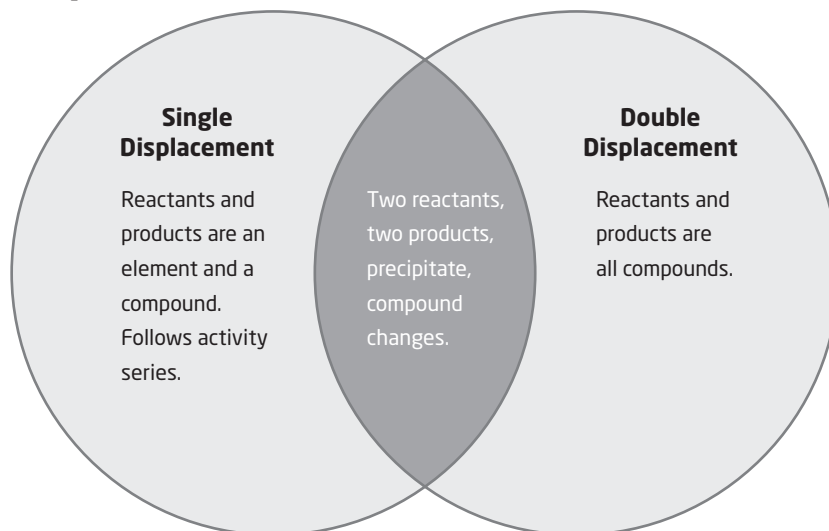 Single
Displacement
Reactants and
products are an
element and a
compound.
Follows activity
series.
Two reactants,
two products,
precipitate,
compound
changes.
Double
Displacement
Reactants and
products are
all compounds.